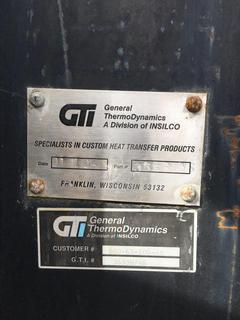 GTI General
ThermoDynamics
A Division of INSILCO
SPECIALISTS IN CUSTOM HEAT TRANSFER PRODUCTS
Date Part #
FRANKLIN, WISCONSIN 53132
GTI General
ThermoDynamics
A Division of INSILCO
CUSTOMER #
G.T.I. #